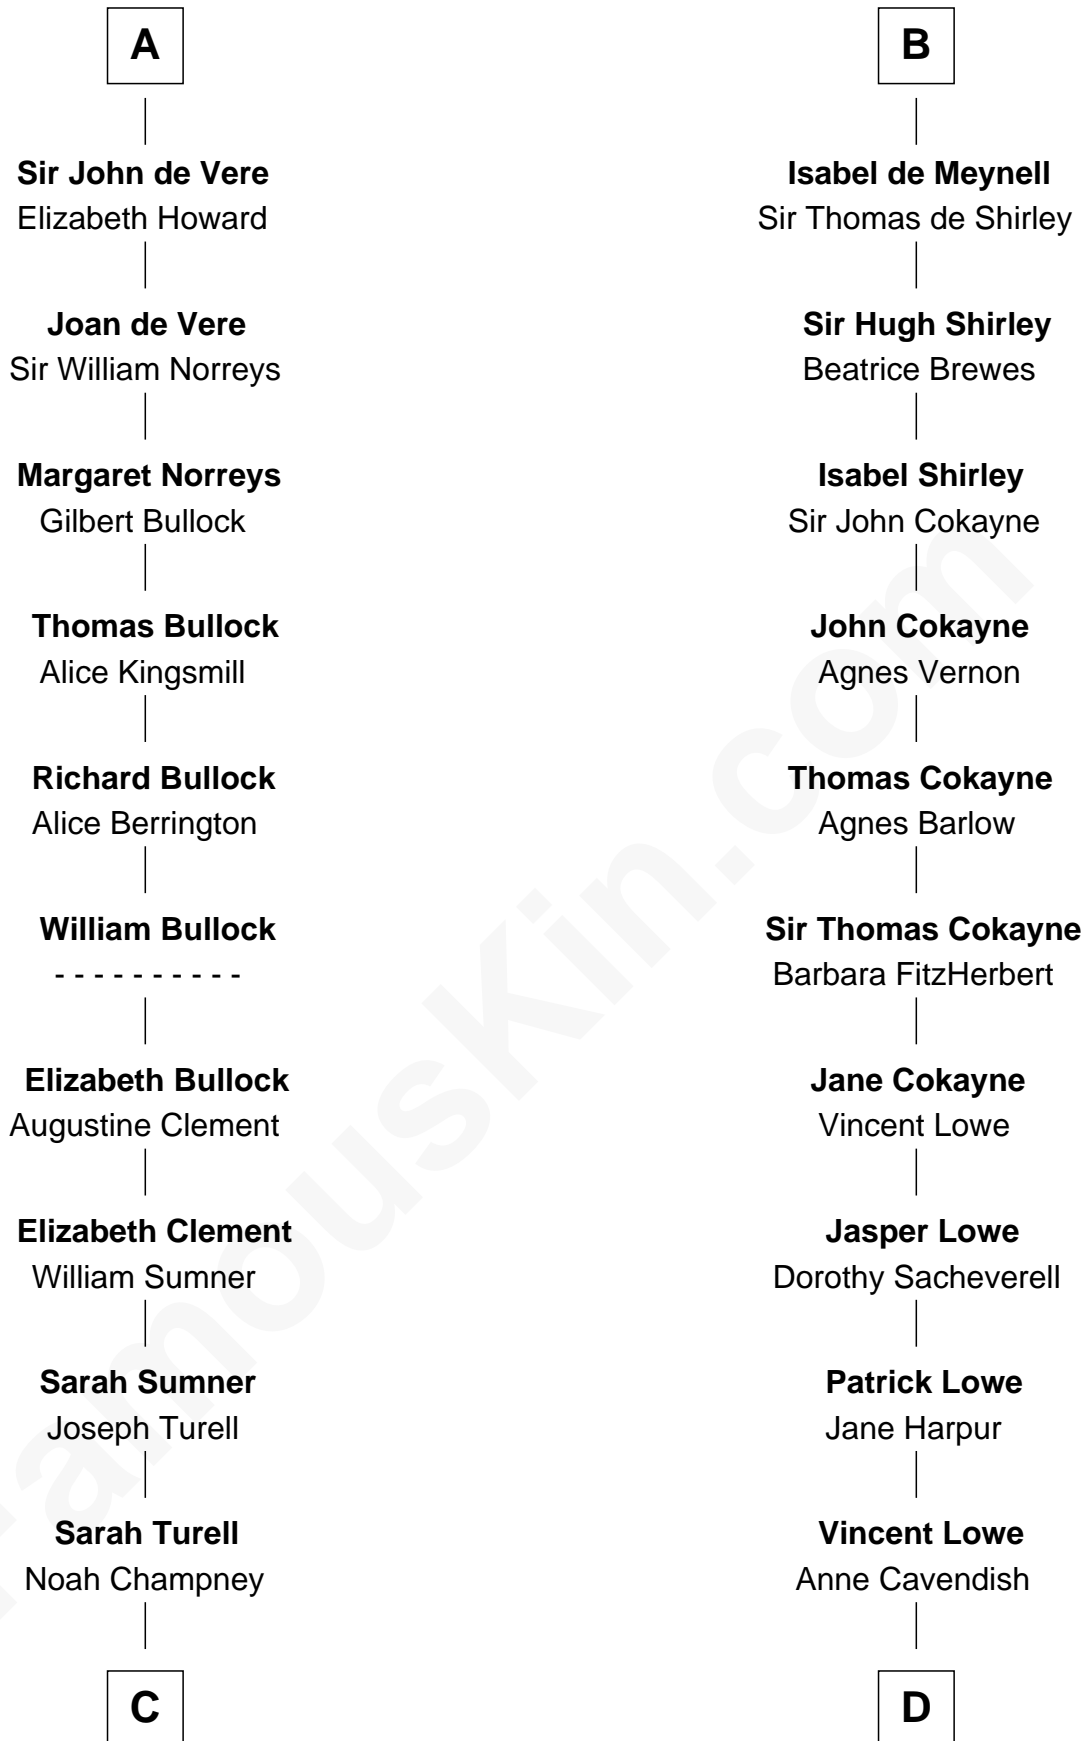 A
Sir John de Vere
Elizabeth Howard
Joan de Vere
Sir William Norreys
Margaret Norreys
Gilbert Bullock
Thomas Bullock
Alice Kingsmill
Richard Bullock
Alice Berrington
William Bullock
- - - - - - - - - -
Elizabeth Bullock
Augustine Clement
Elizabeth Clement
William Sumner
Sarah Sumner
Joseph Turell
Sarah Turell
Noah Champney
C
B
Isabel de Meynell
Sir Thomas de Shirley
Sir Hugh Shirley
Beatrice Brewes
Isabel Shirley
Sir John Cokayne
John Cokayne
Agnes Vernon
Thomas Cokayne
Agnes Barlow
Sir Thomas Cokayne
Barbara FitzHerbert
Jane Cokayne
Vincent Lowe
Jasper Lowe
Dorothy Sacheverell
Patrick Lowe
Jane Harpur
Vincent Lowe
Anne Cavendish
D
FamousKin.com